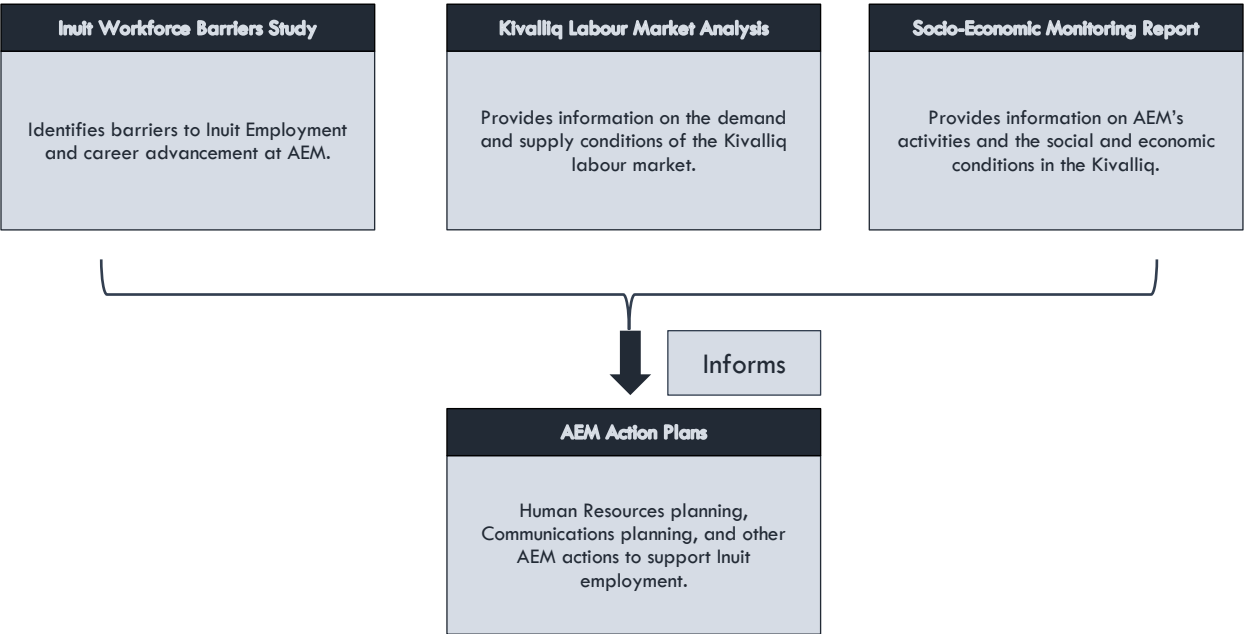 Inuit Workforce Barriers Study
Identifies barriers to Inuit Employment
and career advancement at AEM.
Kivalliq Labour Market Analysis
Provides information on the demand
and supply conditions of the Kivalliq
labour market.
Socio-Economic Monitoring Report
Provides information on AEM's
activities and the social and economic
conditions in the Kivalliq.
Informs
AEM Action Plans
Human Resources planning,
Communications planning, and other
AEM actions to support Inuit
employment.